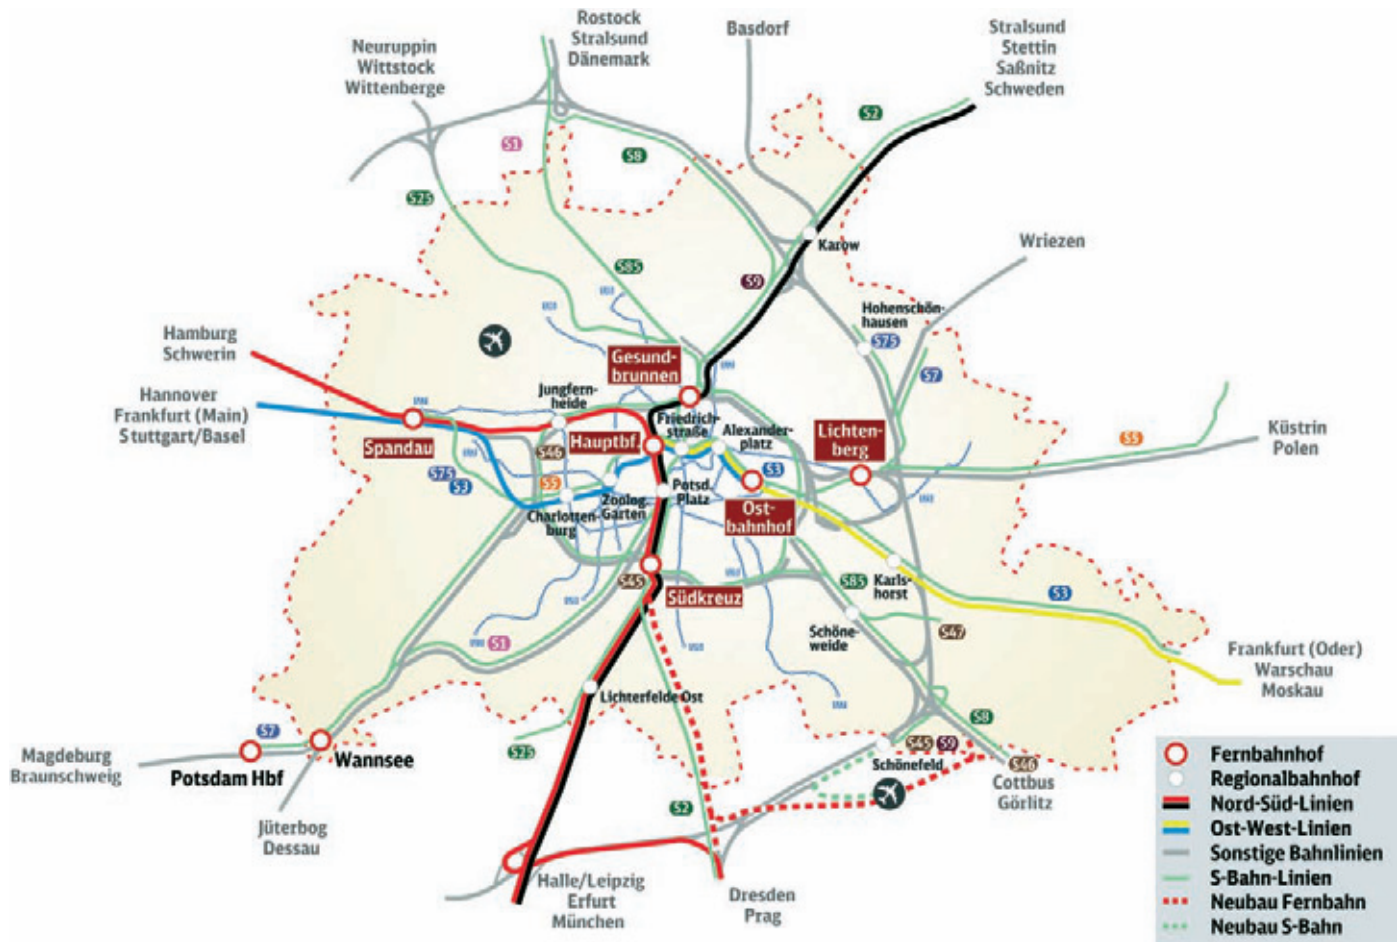 Rostock
Stralsund
Dänemark
Basdorf
Stralsund
Stettin
Saßnitz
Schweden
Neuruppin
Wittstock
Wittenberge
S2
S1
S8
S25
Karow
Wriezen
S85
S9
Hohenschön-
hausen
S75
S7
Hamburg
Schwerin
Gesund-
brunnen
Jungfern-
heide
Hannover
Frankfurt (Main)
Stuttgart/Basel
Friedrich-
straße
Alexander-
platz
Lichten-
berg
Küstrin
Polen
S5
Spandau
Hauptbf.
S46
S75
S3
S5
S3
Zoolog.
Garten
Potsd.
Platz
Charlotten-
burg
Ost-
bahnhof
S45
Südkreuz
S85
Karls-
horst
S3
S1
Schöne-
weide
S47
Frankfurt (Oder)
Warschau
Moskau
Lichterfelde Ost
S7
Magdeburg
Braunschweig
Potsdam Hbf
Wannsee
S25
S8
S45
S9
Schönefeld
S46
Cottbus
Görlitz
Jüterbog
Dessau
S2
Halle/Leipzig
Erfurt
München
Dresden
Prag
Fernbahnhof
Regionalbahnhof
Nord-Süd-Linien
Ost-West-Linien
Sonstige Bahnlinien
S-Bahn-Linien
Neubau Fernbahn
Neubau S-Bahn